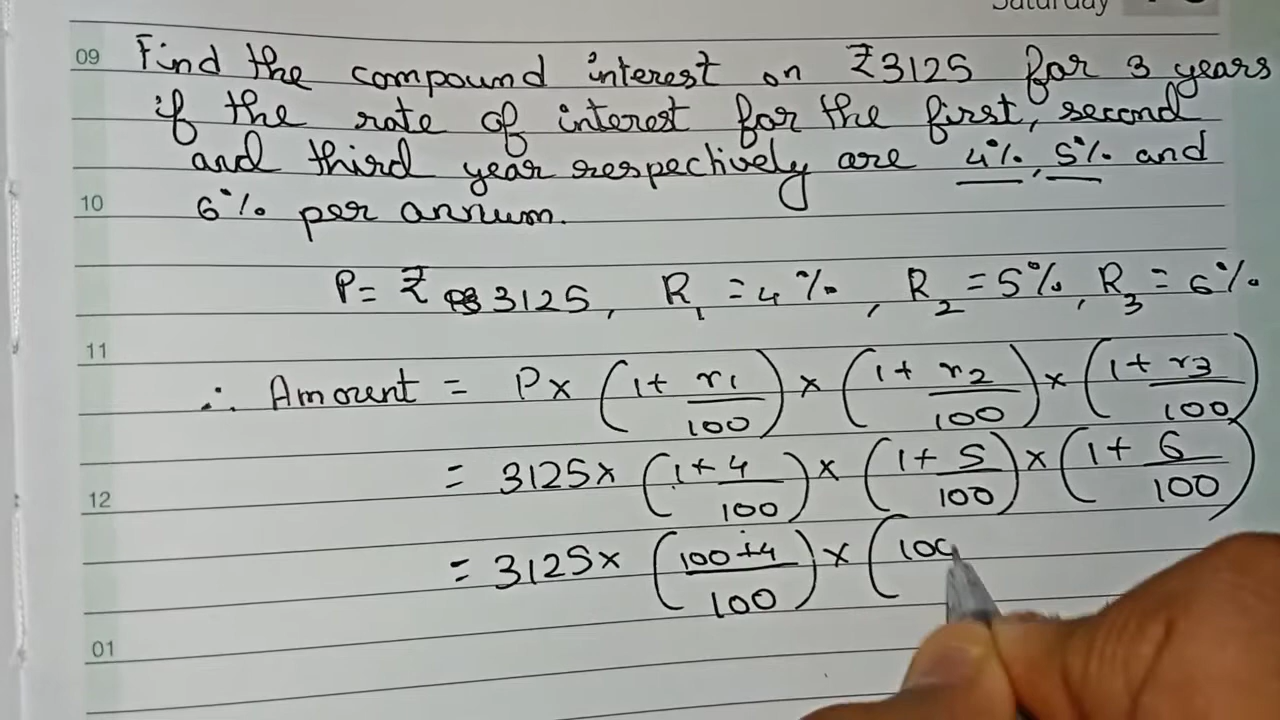 Saturday
09 Find the compound interest on ₹3125 for 3 years
if the rate of interest for the first, second
and third year respectively are 4%, 5% and
10 6% per annum.
P = ₹ 3125, R1 = 4%, R2 = 5%, R3 = 6%
11
∴ Amount = P× (1 + r1/100) × (1 + r2/100) × (1 + r3/100)
12 = 3125× (1 + 4/100) × (1 + 5/100) × (1 + 6/100)
= 3125× (100+4/100) × (100
01